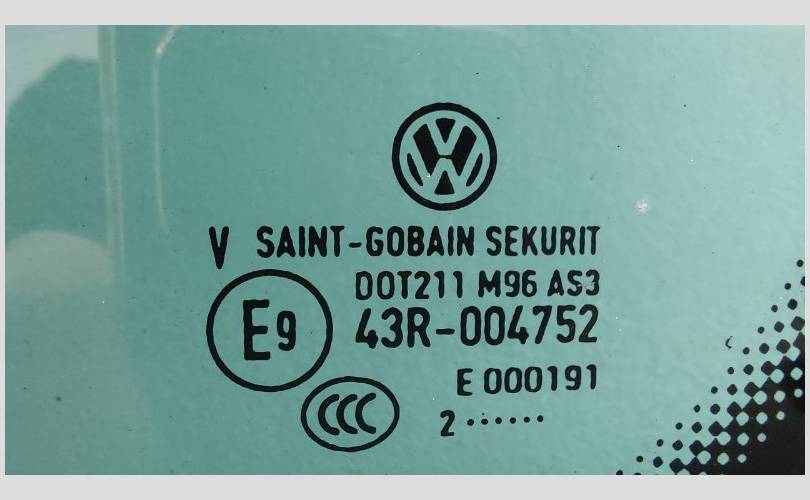 V SAINT-GOBAIN SEKURIT
DOT211 M96 AS3
E9 43R-004752
E 000191
CCC 2 ······